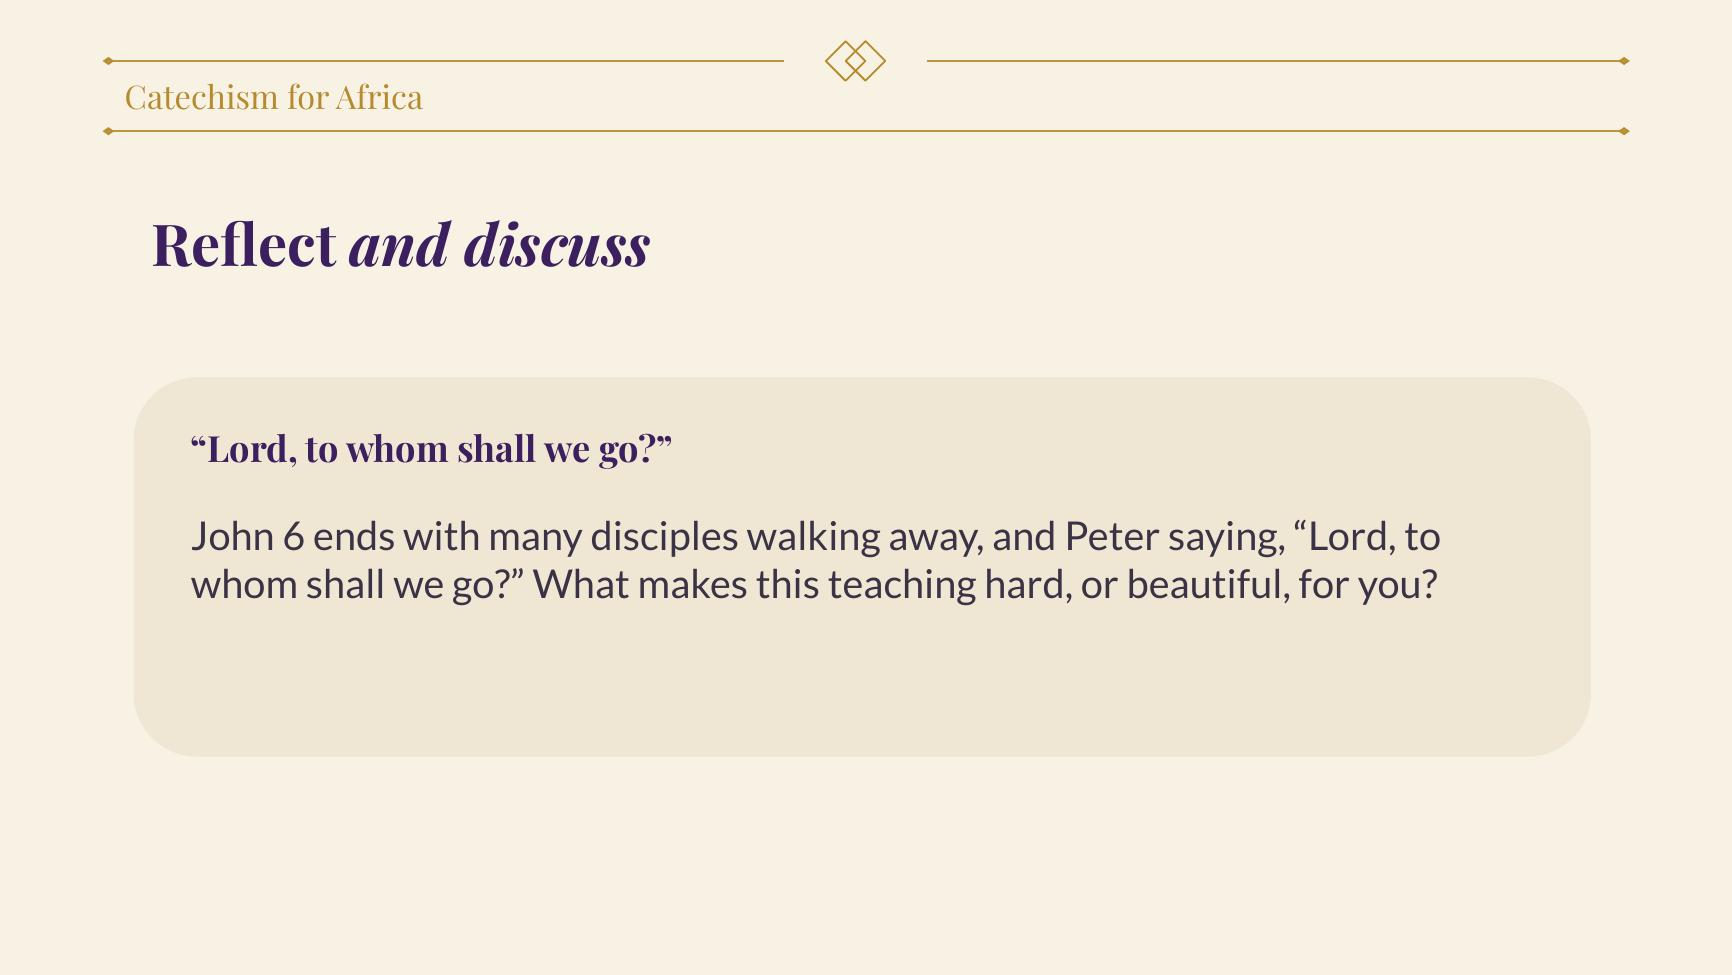 Catechism for Africa
Reflect and discuss
“Lord, to whom shall we go?”
John 6 ends with many disciples walking away, and Peter saying, “Lord, to
whom shall we go?” What makes this teaching hard, or beautiful, for you?